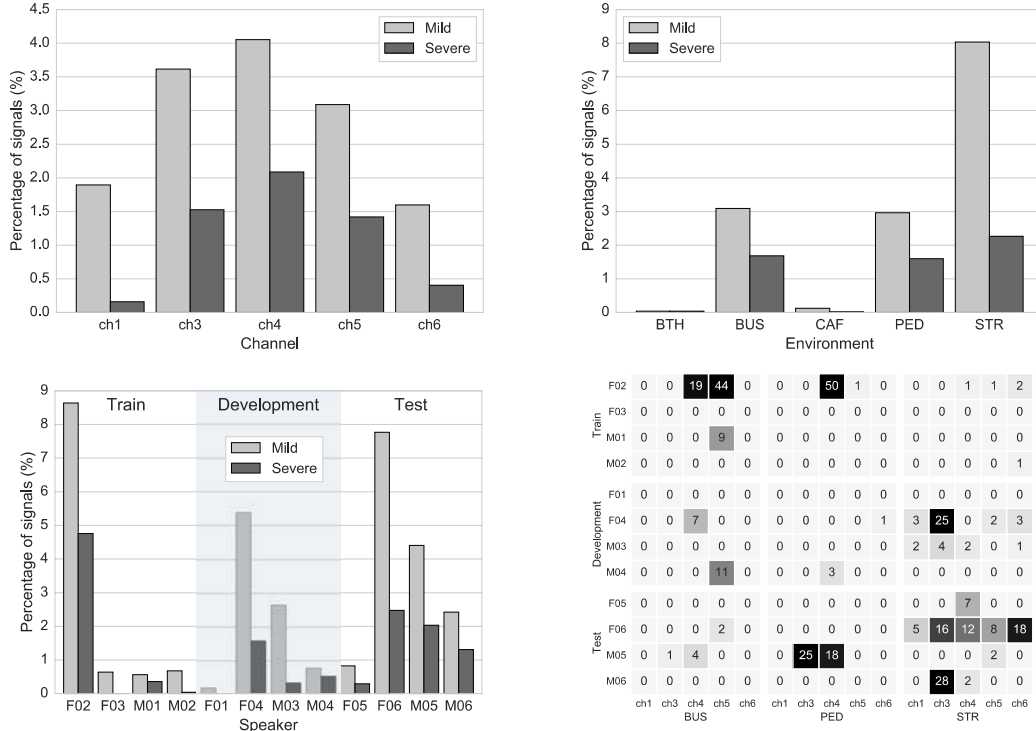 4.5
4.0
3.5
3.0
2.5
2.0
1.5
1.0
0.5
0.0
Percentage of signals (%)
Mild
Severe
ch1 ch3 ch4 ch5 ch6
Channel
9
8
7
6
5
4
3
2
1
0
Percentage of signals (%)
Mild
Severe
BTH BUS CAF PED STR
Environment
9
8
7
6
5
4
3
2
1
0
Percentage of signals (%)
Train Development Test
Mild
Severe
F02 F03 M01 M02 F01 F04 M03 M04 F05 F06 M05 M06
Speaker
Train
F02 0 0 19 44 0 0 0 50 1 0 0 0 1 1 2
F03 0 0 0 0 0 0 0 0 0 0 0 0 0 0 0
M01 0 0 0 9 0 0 0 0 0 0 0 0 0 0 0
M02 0 0 0 0 0 0 0 0 0 0 0 0 0 0 1
Development
F01 0 0 0 0 0 0 0 0 0 0 0 0 0 0 0
F04 0 0 7 0 0 0 0 0 0 1 3 25 0 2 3
M03 0 0 0 0 0 0 0 0 0 0 2 4 2 0 1
M04 0 0 0 11 0 0 0 3 0 0 0 0 0 0 0
Test
F05 0 0 0 0 0 0 0 0 0 0 0 0 7 0 0
F06 0 0 0 2 0 0 0 0 0 0 5 16 12 8 18
M05 0 1 4 0 0 0 25 18 0 0 0 0 0 2 0
M06 0 0 0 0 0 0 0 0 0 0 0 28 2 0 0
ch1 ch3 ch4 ch5 ch6 ch1 ch3 ch4 ch5 ch6 ch1 ch3 ch4 ch5 ch6
BUS PED STR